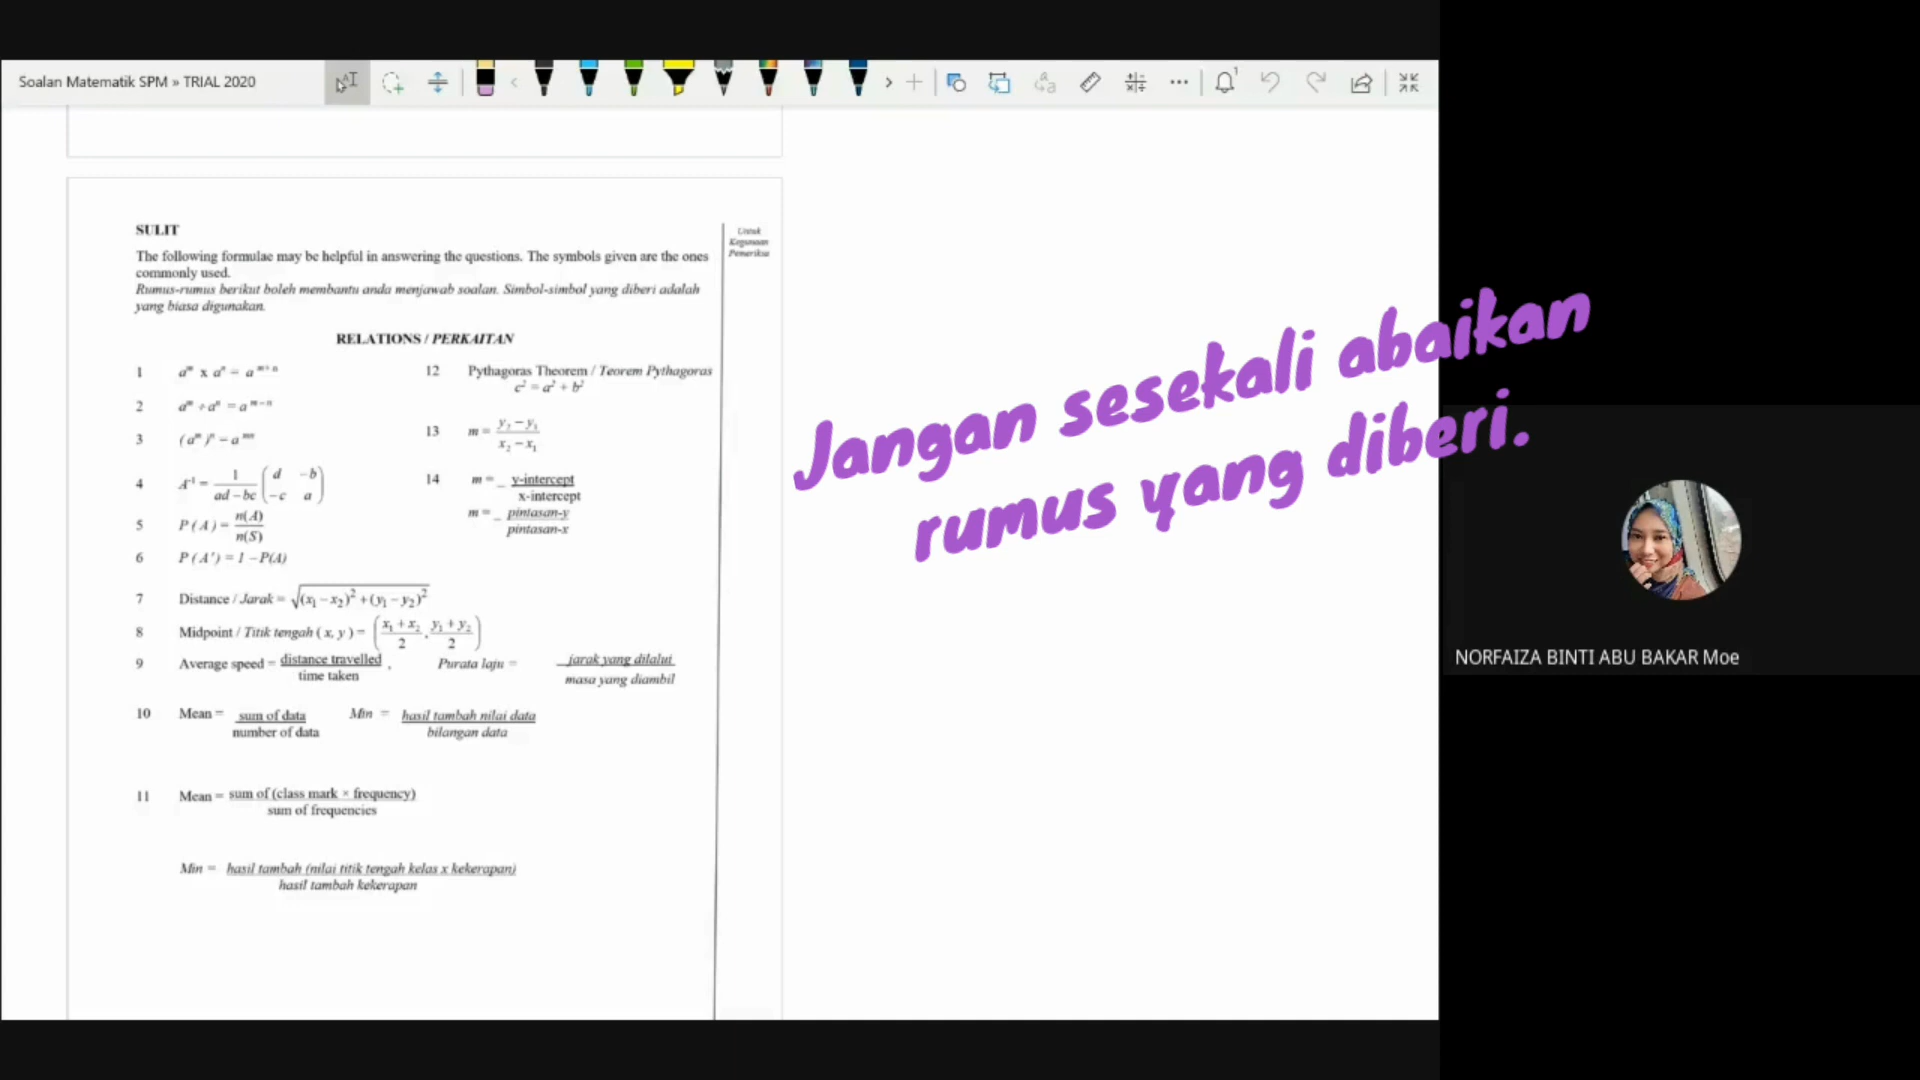 Soalan Matematik SPM » TRIAL 2020
SULIT
Untuk
Kegunaan
Pemeriksa
The following formulae may be helpful in answering the questions. The symbols given are the ones
commonly used.
Rumus-rumus berikut boleh membantu anda menjawab soalan. Simbol-simbol yang diberi adalah
yang biasa digunakan.
RELATIONS / PERKAITAN
1 a^m x a^n = a^(m+n)
2 a^m ÷ a^n = a^(m−n)
3 (a^m)^n = a^(mn)
4 A^-1 = 1/(ad − bc) (d −b
−c a)
5 P ( A ) = n(A)/n(S)
6 P ( A' ) = 1 − P(A)
7 Distance / Jarak = √((x₁ − x₂)² + (y₁ − y₂)²)
8 Midpoint / Titik tengah ( x, y ) = ((x₁ + x₂)/2 , (y₁ + y₂)/2)
9 Average speed = distance travelled , Purata laju = jarak yang dilalui
time taken masa yang diambil
10 Mean = sum of data Min = hasil tambah nilai data
number of data bilangan data
11 Mean = sum of (class mark × frequency)
sum of frequencies
Min = hasil tambah (nilai titik tengah kelas x kekerapan)
hasil tambah kekerapan
12 Pythagoras Theorem / Teorem Pythagoras
c² = a² + b²
13 m = (y₂ − y₁)/(x₂ − x₁)
14 m = − y-intercept
x-intercept
m = − pintasan-y
pintasan-x
Jangan sesekali abaikan
rumus yang diberi.
NORFAIZA BINTI ABU BAKAR Moe